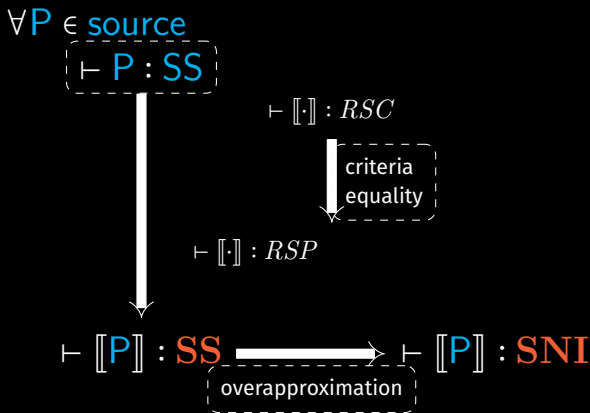 ∀P ∈ source
⊢ P : SS
⊢ ⟦·⟧ : RSC
criteria
equality
⊢ ⟦·⟧ : RSP
⊢ ⟦P⟧ : SS
⊢ ⟦P⟧ : SNI
overapproximation